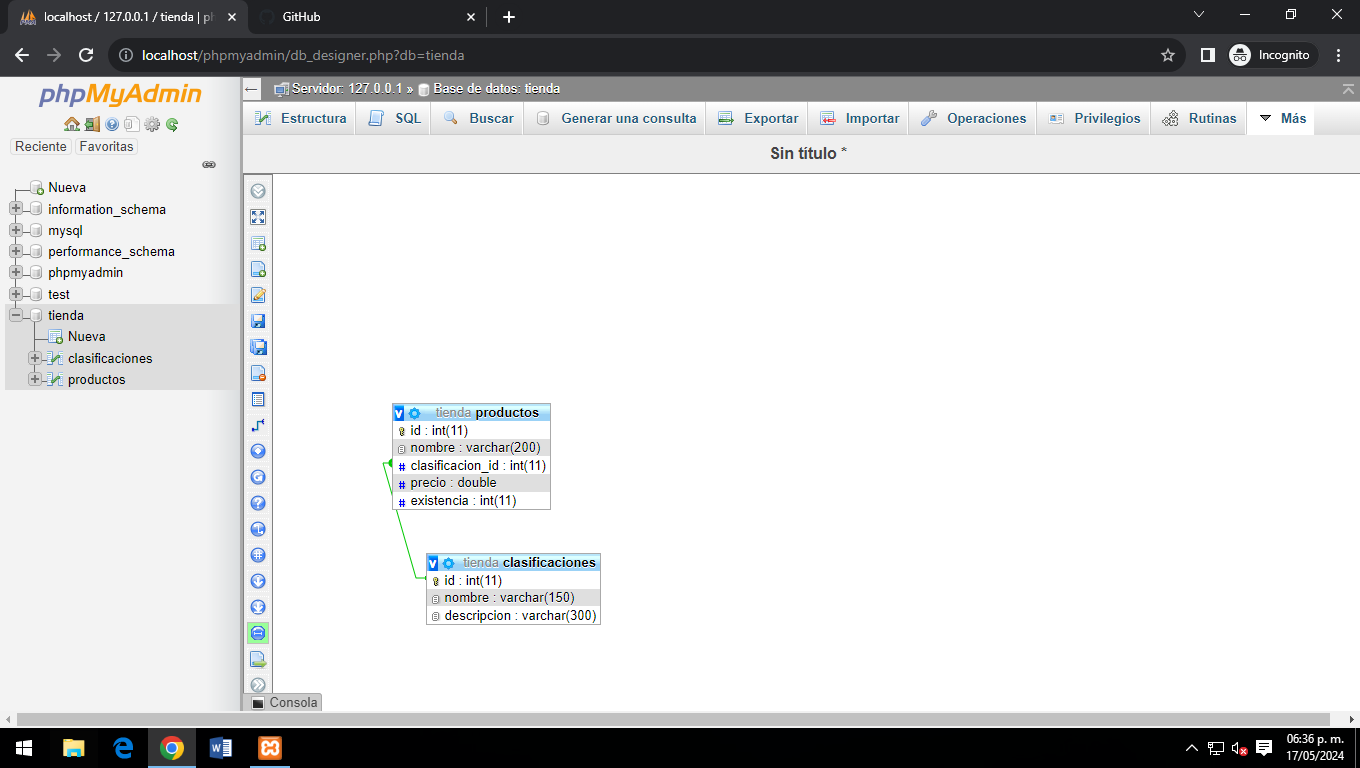 localhost / 127.0.0.1 / tienda | ph
GitHub
localhost/phpmyadmin/db_designer.php?db=tienda
Incognito
phpMyAdmin
Reciente Favoritas
Nueva
information_schema
mysql
performance_schema
phpmyadmin
test
tienda
Nueva
clasificaciones
productos
Servidor: 127.0.0.1 » Base de datos: tienda
Estructura SQL Buscar Generar una consulta Exportar Importar Operaciones Privilegios Rutinas Más
Sin título *
tienda productos
id : int(11)
nombre : varchar(200)
clasificacion_id : int(11)
precio : double
existencia : int(11)
tienda clasificaciones
id : int(11)
nombre : varchar(150)
descripcion : varchar(300)
Consola
06:36 p. m.
17/05/2024